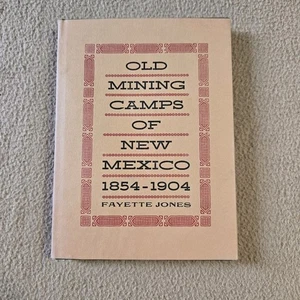 OLD
MINING
CAMPS
OF
NEW
MEXICO
1854-1904
FAYETTE JONES